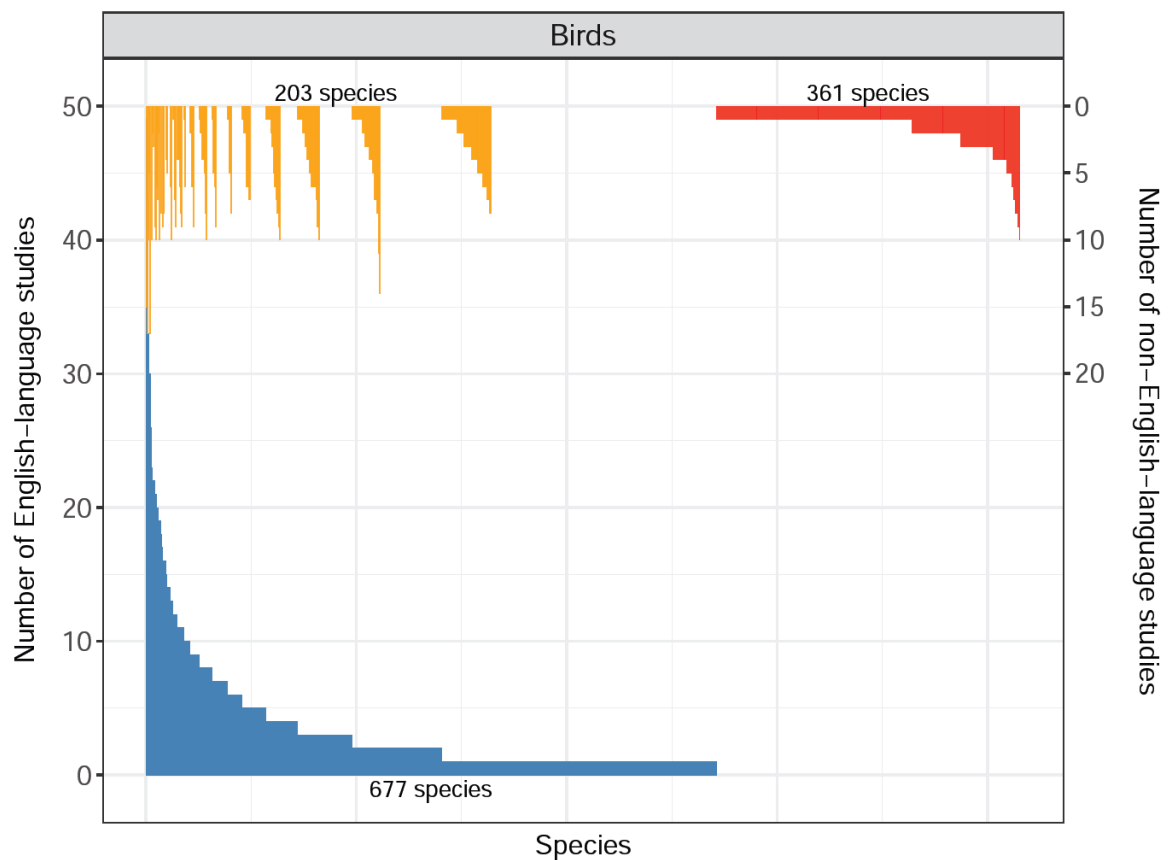 Birds
203 species
361 species
50
40
30
20
10
0
0
5
10
15
20
Number of English−language studies
Number of non−English−language studies
677 species
Species